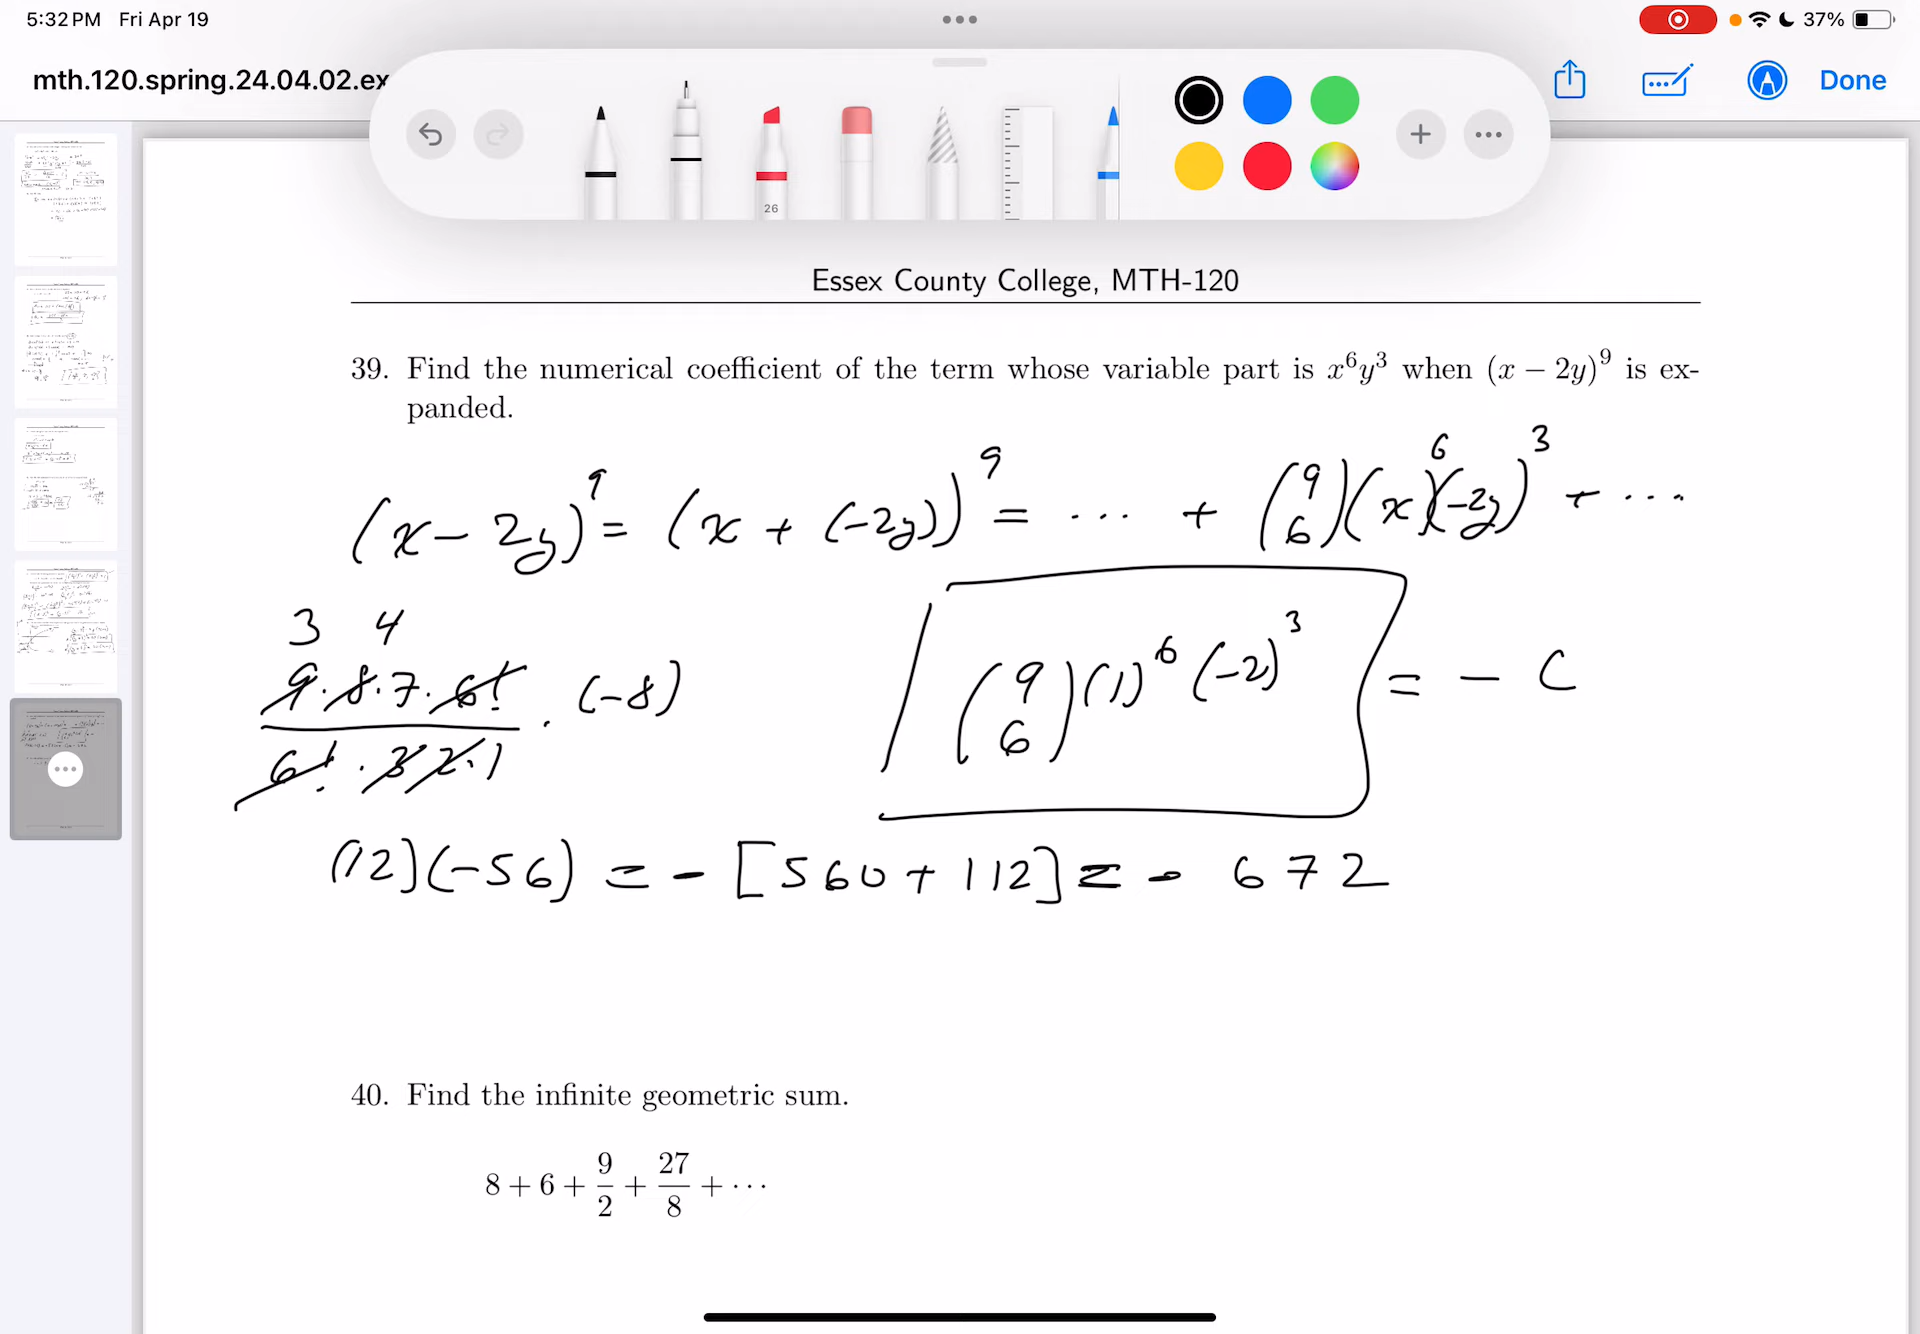 5:32 PM Fri Apr 19
37%
mth.120.spring.24.04.02.ex
Done
26
Essex County College, MTH-120
39. Find the numerical coefficient of the term whose variable part is x⁶y³ when (x − 2y)⁹ is ex-
panded.
(x − 2y)⁹ = (x + (−2y))⁹ = ... + (9 6)(x)⁶(−2y)³ + ...
3 4
9·8·7·6!/6!·3·2·1 · (−8)
(9 6)(1)⁶(−2)³ = − C
(12)(−56) = − [560 + 112] = − 672
40. Find the infinite geometric sum.
8 + 6 + 9/2 + 27/8 + ···